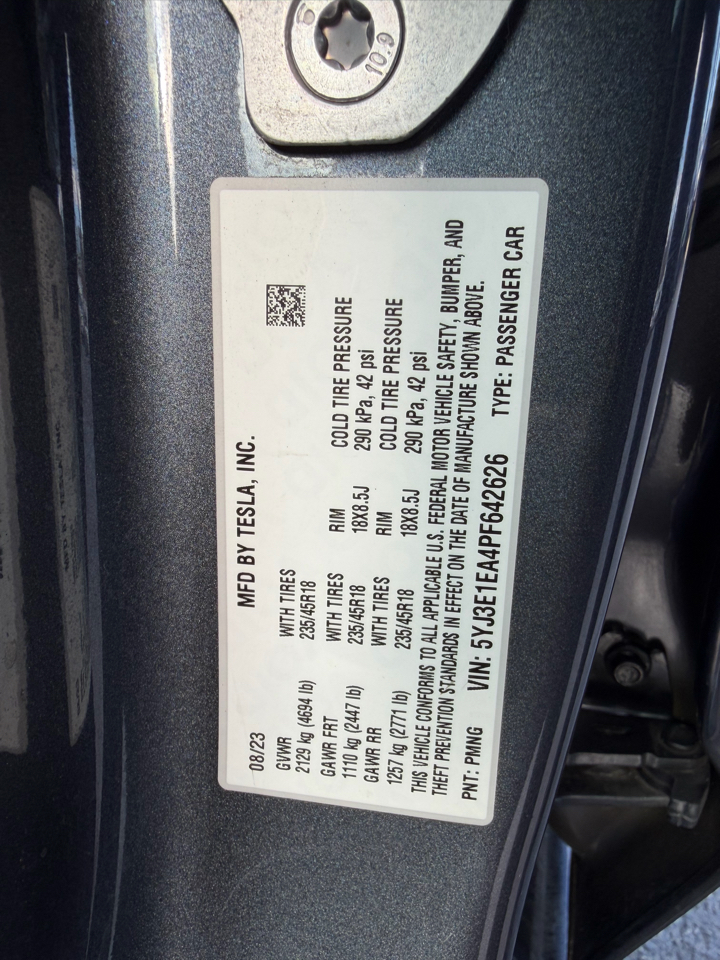 10.9
08/23 MFD BY TESLA, INC.
GVWR WITH TIRES
2129 kg (4694 lb) 235/45R18
GAWR FRT WITH TIRES RIM COLD TIRE PRESSURE
1110 kg (2447 lb) 235/45R18 18X8.5J 290 kPa, 42 psi
GAWR RR WITH TIRES RIM COLD TIRE PRESSURE
1257 kg (2771 lb) 235/45R18 18X8.5J 290 kPa, 42 psi
THIS VEHICLE CONFORMS TO ALL APPLICABLE U.S. FEDERAL MOTOR VEHICLE SAFETY, BUMPER, AND
THEFT PREVENTION STANDARDS IN EFFECT ON THE DATE OF MANUFACTURE SHOWN ABOVE.
PNT: PMNG VIN: 5YJ3E1EA4PF642626 TYPE: PASSENGER CAR